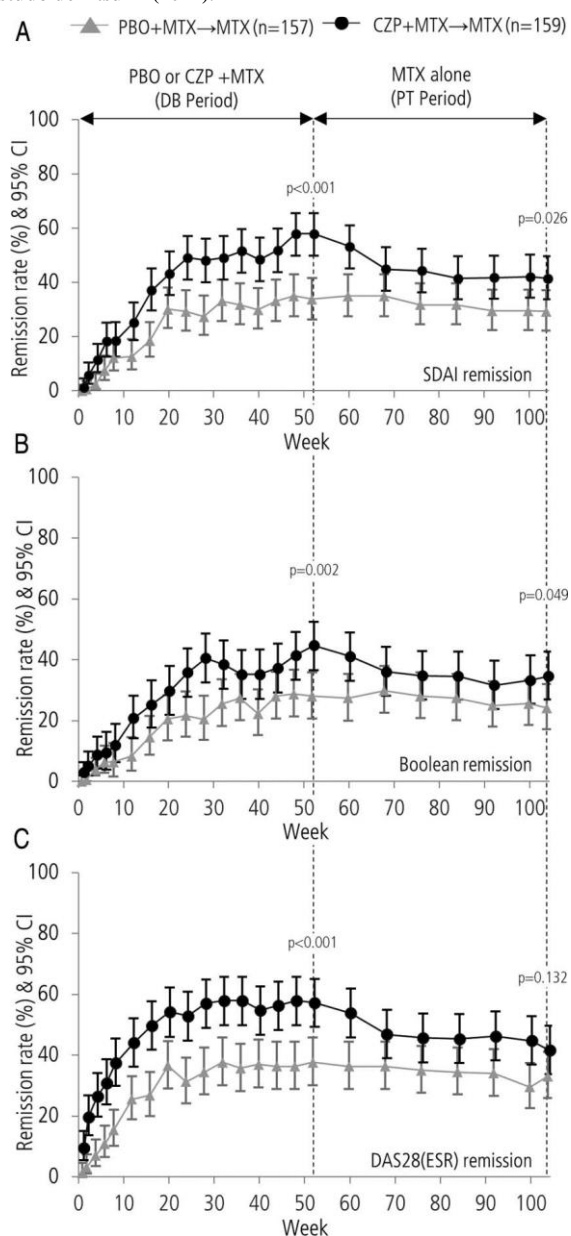 A
PBO+MTX→MTX (n=157) CZP+MTX→MTX (n=159)
PBO or CZP +MTX
(DB Period)
MTX alone
(PT Period)
Remission rate (%) & 95% CI
100
80
60
40
20
0
p<0.001
p=0.026
SDAI remission
0 10 20 30 40 50 60 70 80 90 100
Week
B
Remission rate (%) & 95% CI
100
80
60
40
20
0
p=0.002
p=0.049
Boolean remission
0 10 20 30 40 50 60 70 80 90 100
Week
C
Remission rate (%) & 95% CI
100
80
60
40
20
0
p<0.001
p=0.132
DAS28(ESR) remission
0 10 20 30 40 50 60 70 80 90 100
Week